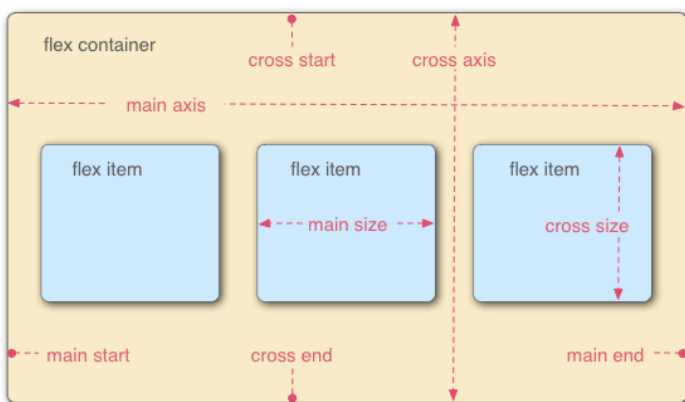 flex container
cross start
cross axis
main axis
flex item
flex item
flex item
main size
cross size
main start
cross end
main end